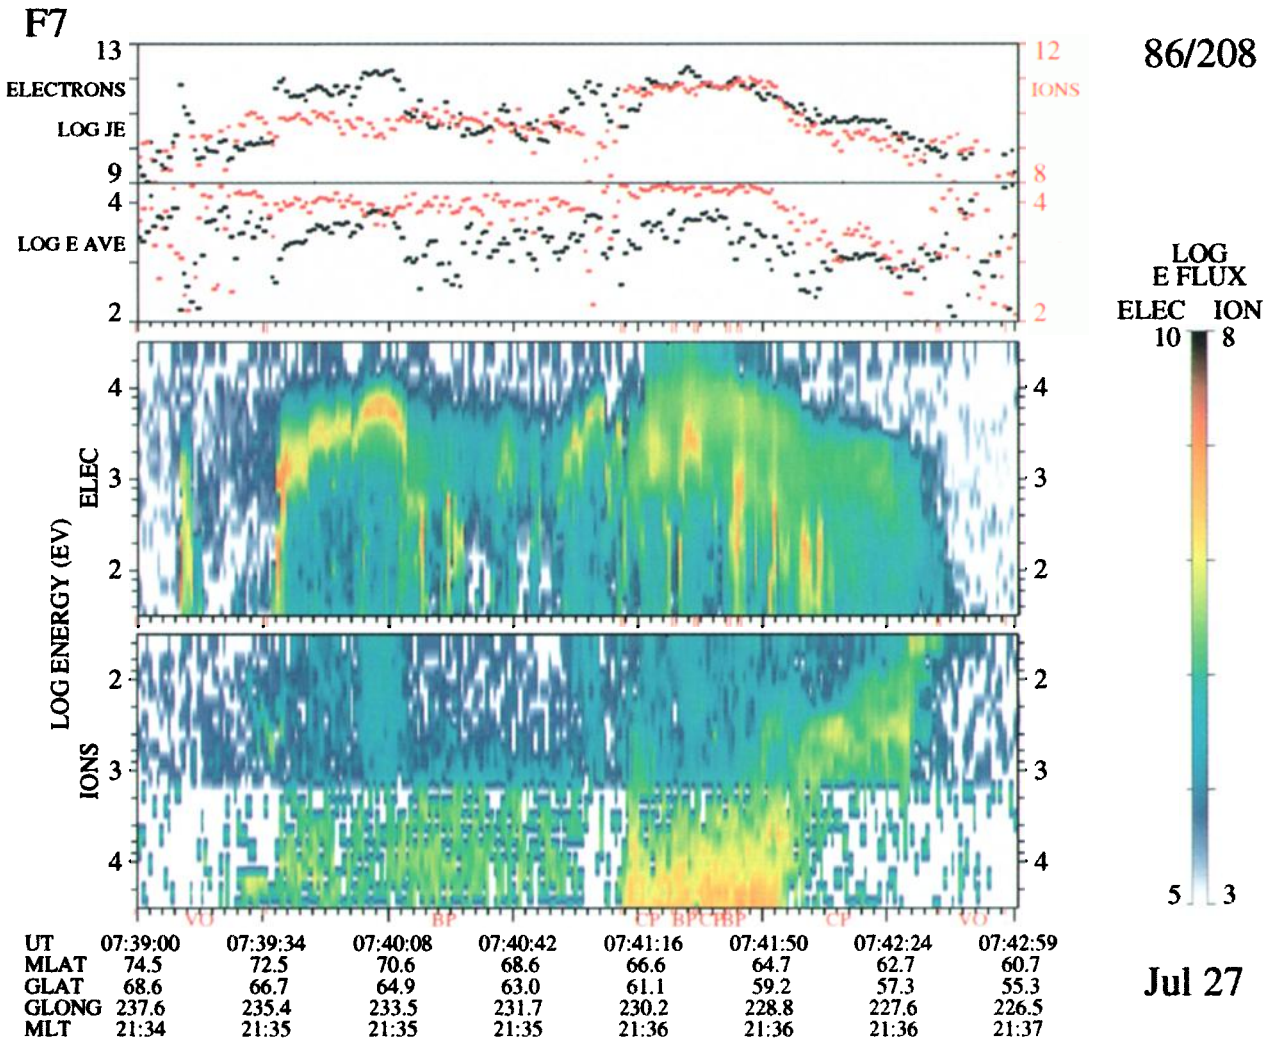 F7
86/208
13
12
ELECTRONS
IONS
LOG JE
9
8
4
4
LOG E AVE
2
2
LOG
E FLUX
ELEC ION
10 8
5 3
4
4
3
3
2
2
ELEC
LOG ENERGY (EV)
2
2
3
3
4
4
IONS
VO BP CP BP BP CP VO
UT 07:39:00 07:39:34 07:40:08 07:40:42 07:41:16 07:41:50 07:42:24 07:42:59
MLAT 74.5 72.5 70.6 68.6 66.6 64.7 62.7 60.7
GLAT 68.6 66.7 64.9 63.0 61.1 59.2 57.3 55.3
GLONG 237.6 235.4 233.5 231.7 230.2 228.8 227.6 226.5
MLT 21:34 21:35 21:35 21:35 21:36 21:36 21:36 21:37
Jul 27